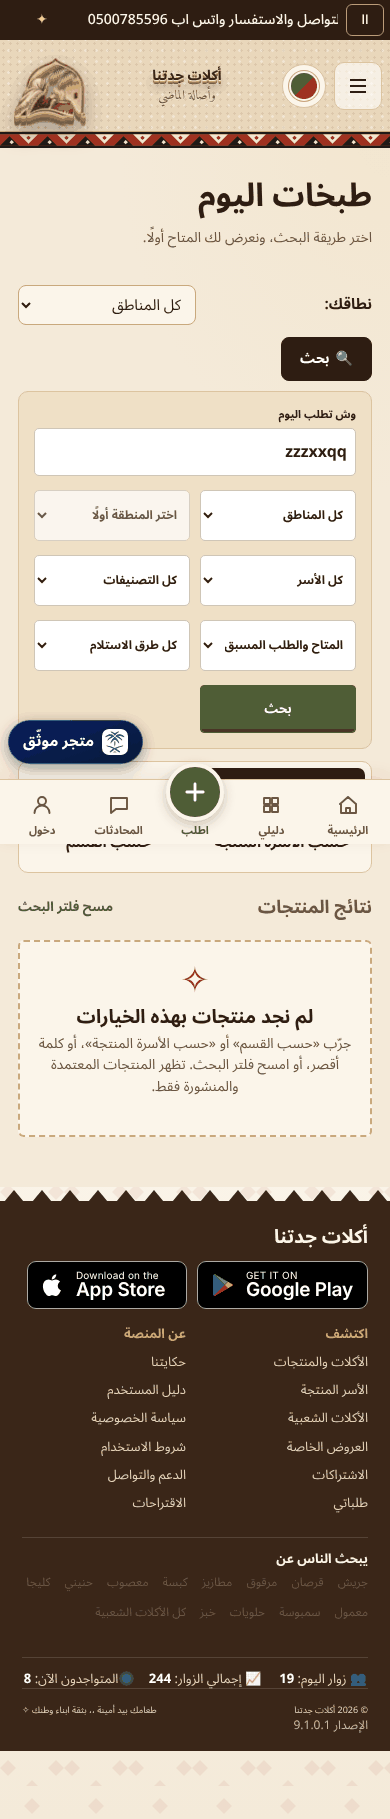 للتواصل والاستفسار واتس اب 0500785596
أكلات جدتنا
وأصالة الماضي
طبخات اليوم
اختر طريقة البحث، ونعرض لك المتاح أولًا.
نطاقك:
كل المناطق
بحث
وش تطلب اليوم
zzzxxqq
كل المناطق
اختر المنطقة أولًا
كل الأسر
كل التصنيفات
المتاح والطلب المسبق
كل طرق الاستلام
بحث
متجر موثّق
الرئيسية
دليلي
اطلب
المحادثات
دخول
نتائج المنتجات
مسح فلتر البحث
لم نجد منتجات بهذه الخيارات
جرّب «حسب القسم» أو «حسب الأسرة المنتجة»، أو كلمة
أقصر، أو امسح فلتر البحث. تظهر المنتجات المعتمدة
والمنشورة فقط.
أكلات جدتنا
GET IT ON
Google Play
Download on the
App Store
اكتشف
الأكلات والمنتجات
الأسر المنتجة
الأكلات الشعبية
العروض الخاصة
الاشتراكات
طلباتي
عن المنصة
حكايتنا
دليل المستخدم
سياسة الخصوصية
شروط الاستخدام
الدعم والتواصل
الاقتراحات
يبحث الناس عن
جريش قرصان مرقوق مطازيز كبسة معصوب حنيني كليجا
معمول سمبوسة حلويات خبز كل الأكلات الشعبية
زوار اليوم: 19
إجمالي الزوار: 244
المتواجدون الآن: 8
© 2026 أكلات جدتنا
طعامك بيد أمينة .. بثقة ابناء وطنك
الإصدار 9.1.0.1